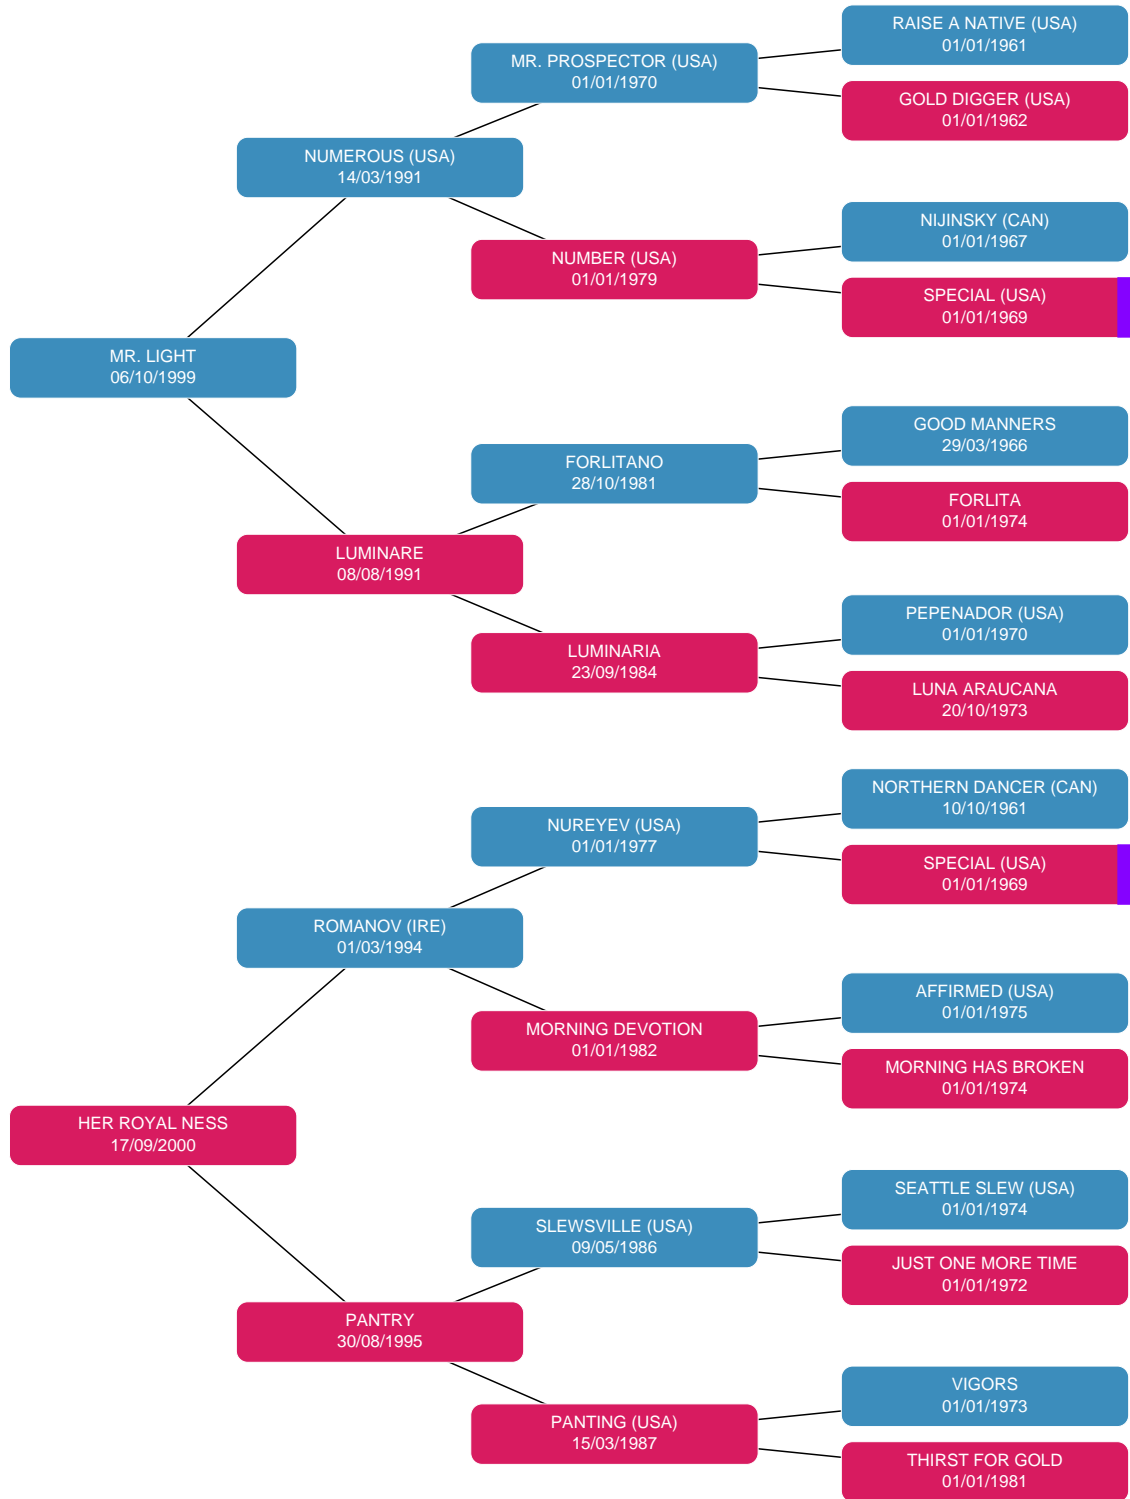 RAISE A NATIVE (USA)
01/01/1961
MR. PROSPECTOR (USA)
01/01/1970
GOLD DIGGER (USA)
01/01/1962
NUMEROUS (USA)
14/03/1991
NIJINSKY (CAN)
01/01/1967
NUMBER (USA)
01/01/1979
SPECIAL (USA)
01/01/1969
MR. LIGHT
06/10/1999
GOOD MANNERS
29/03/1966
FORLITANO
28/10/1981
FORLITA
01/01/1974
LUMINARE
08/08/1991
PEPENADOR (USA)
01/01/1970
LUMINARIA
23/09/1984
LUNA ARAUCANA
20/10/1973
NORTHERN DANCER (CAN)
10/10/1961
NUREYEV (USA)
01/01/1977
SPECIAL (USA)
01/01/1969
ROMANOV (IRE)
01/03/1994
AFFIRMED (USA)
01/01/1975
MORNING DEVOTION
01/01/1982
MORNING HAS BROKEN
01/01/1974
HER ROYAL NESS
17/09/2000
SEATTLE SLEW (USA)
01/01/1974
SLEWSVILLE (USA)
09/05/1986
JUST ONE MORE TIME
01/01/1972
PANTRY
30/08/1995
VIGORS
01/01/1973
PANTING (USA)
15/03/1987
THIRST FOR GOLD
01/01/1981